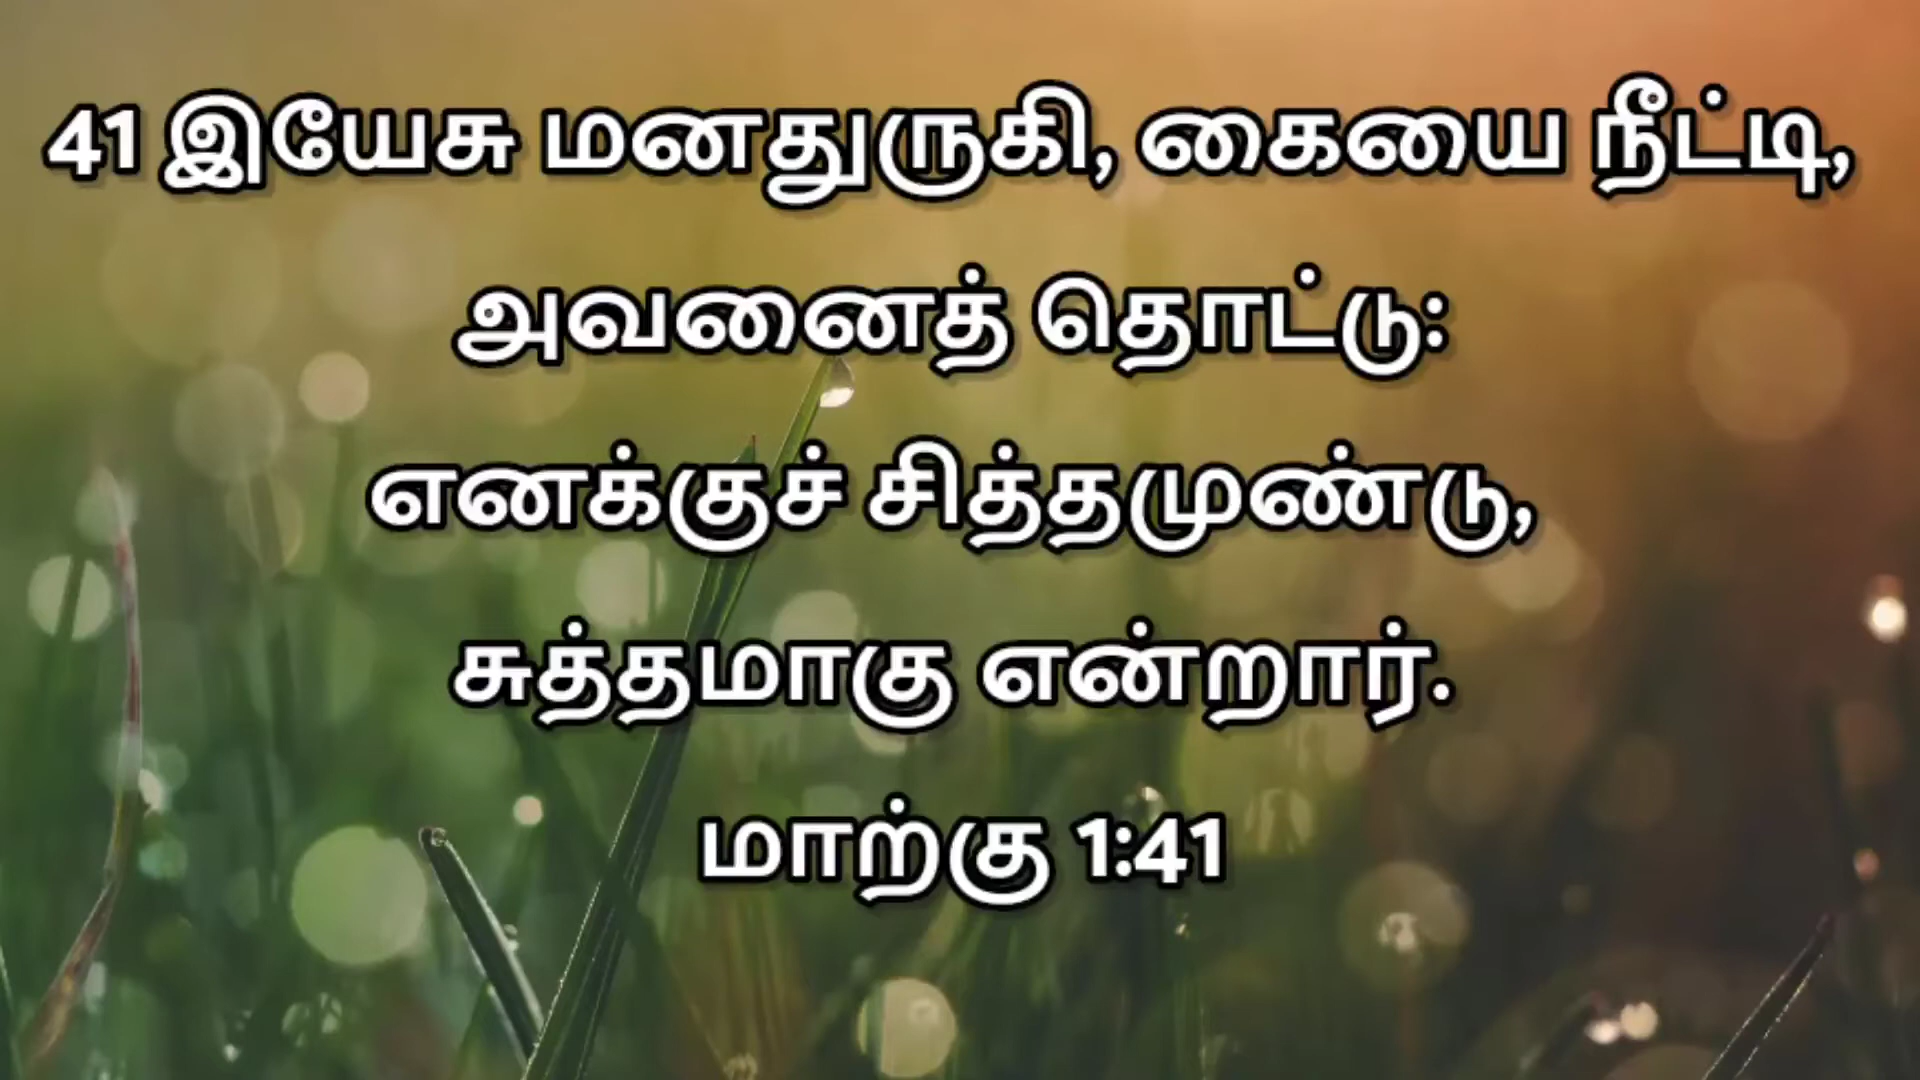 41 இயேசு மனதுருகி, கையை நீட்டி,
அவனைத் தொட்டு:
எனக்குச் சித்தமுண்டு,
சுத்தமாகு என்றார்.
மாற்கு 1:41